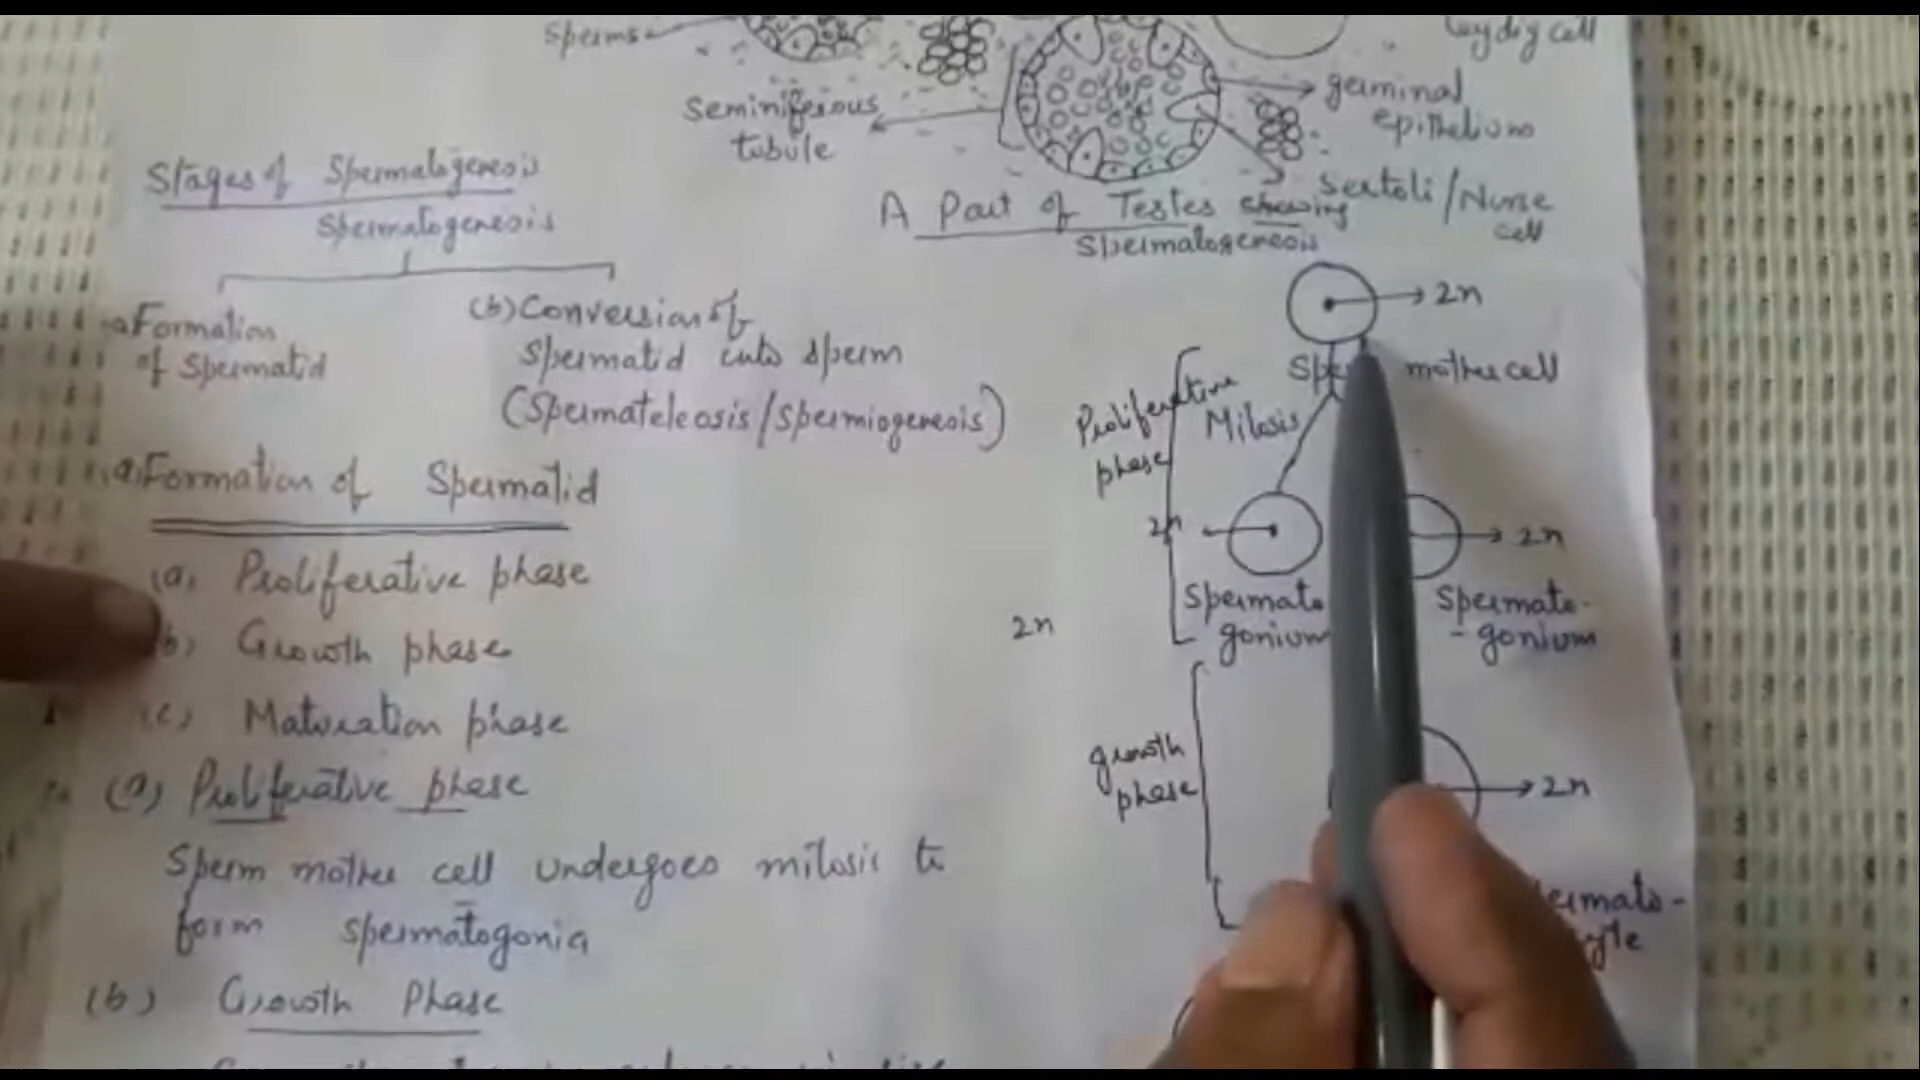 Sperms
Leydig cell
Seminiferous
tubule
germinal
epithelium
Sertoli/Nurse
cell
A Part of Testes showing
Spermatogenesis
Stages of Spermatogenesis
Spermatogenesis
a Formation
of Spermatid
(b) Conversion of
Spermatid into sperm
(Spermateleosis/Spermiogenesis)
a. Formation of Spermatid
(a) Proliferative phase
b) Growth phase
(c) Maturation phase
(a) Proliferative phase
Sperm mother cell undergoes mitosis to
form spermatogonia
(b) Growth Phase
2n
mother cell
Proliferative
phase
Mitosis
2n
2n
Spermato
gonium
Spermato-
-gonium
2n
growth
phase
2n